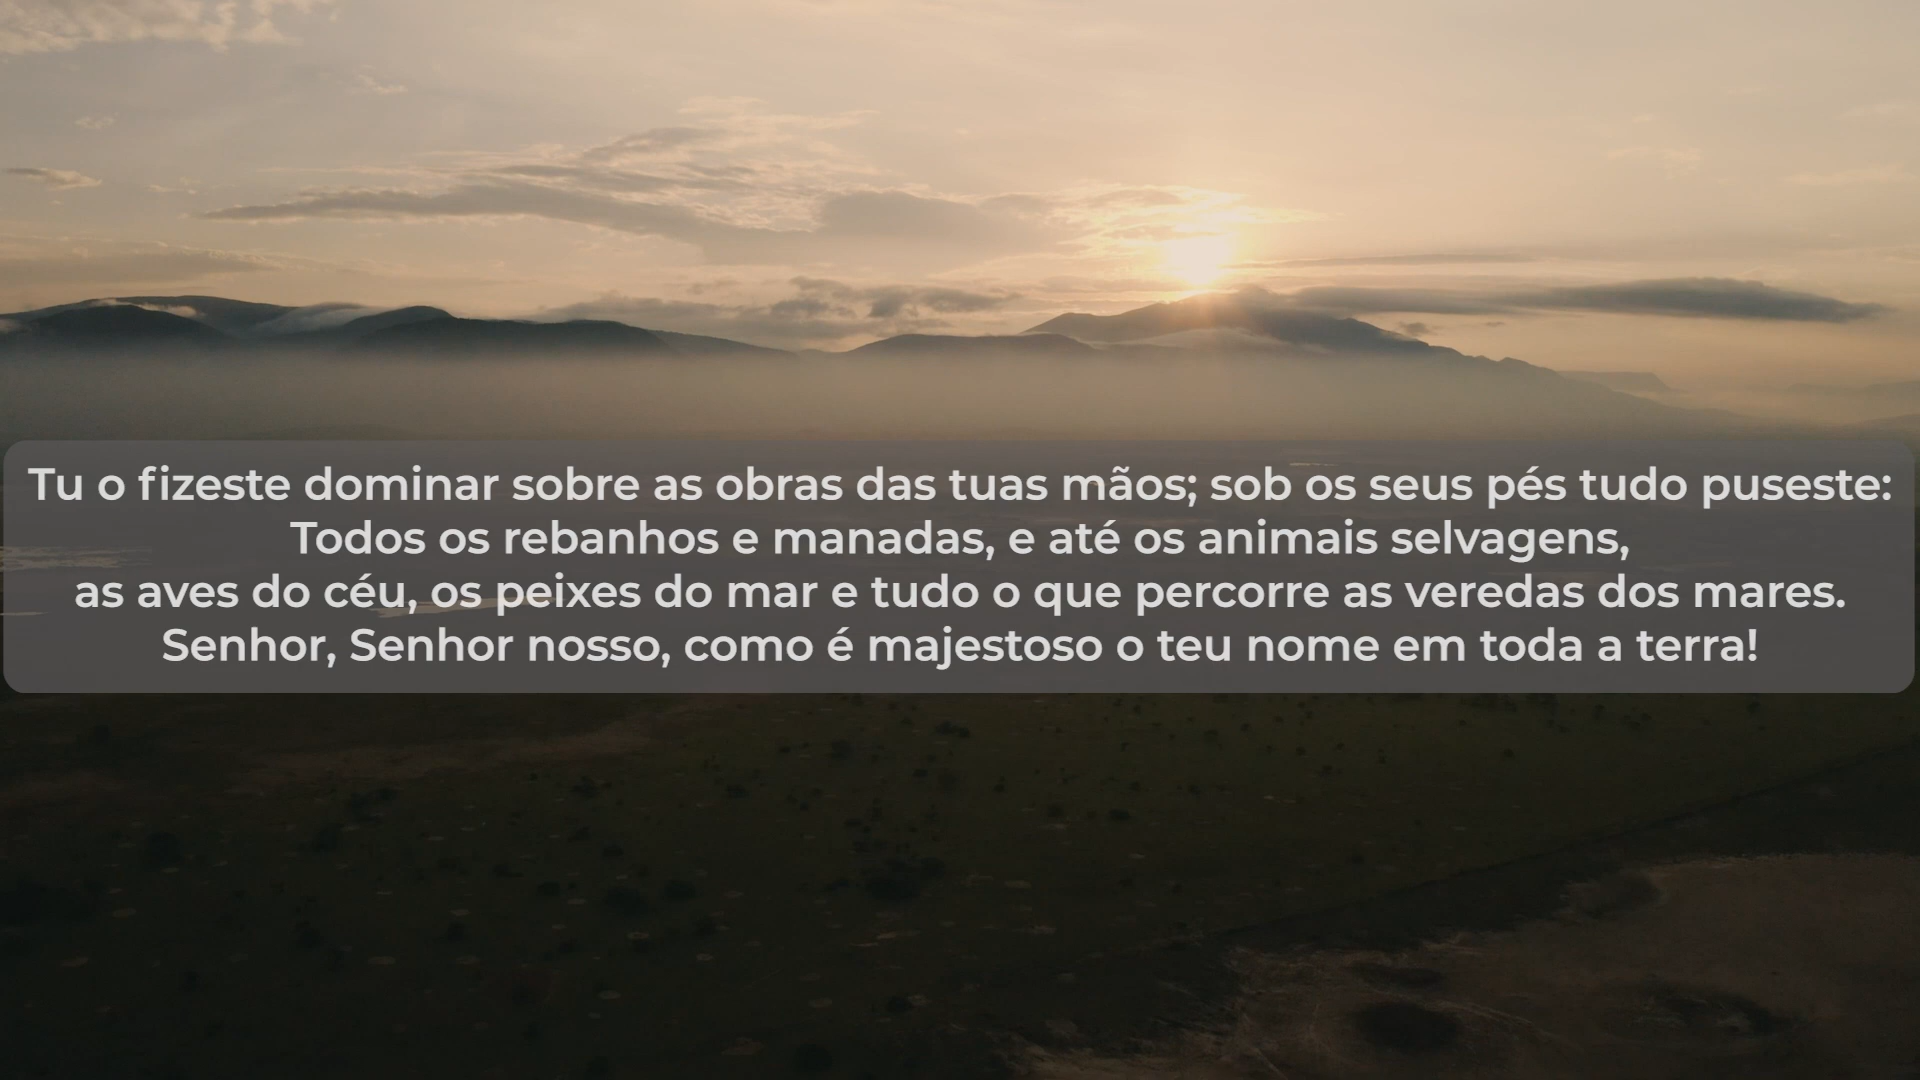 Tu o fizeste dominar sobre as obras das tuas mãos; sob os seus pés tudo puseste:
Todos os rebanhos e manadas, e até os animais selvagens,
as aves do céu, os peixes do mar e tudo o que percorre as veredas dos mares.
Senhor, Senhor nosso, como é majestoso o teu nome em toda a terra!